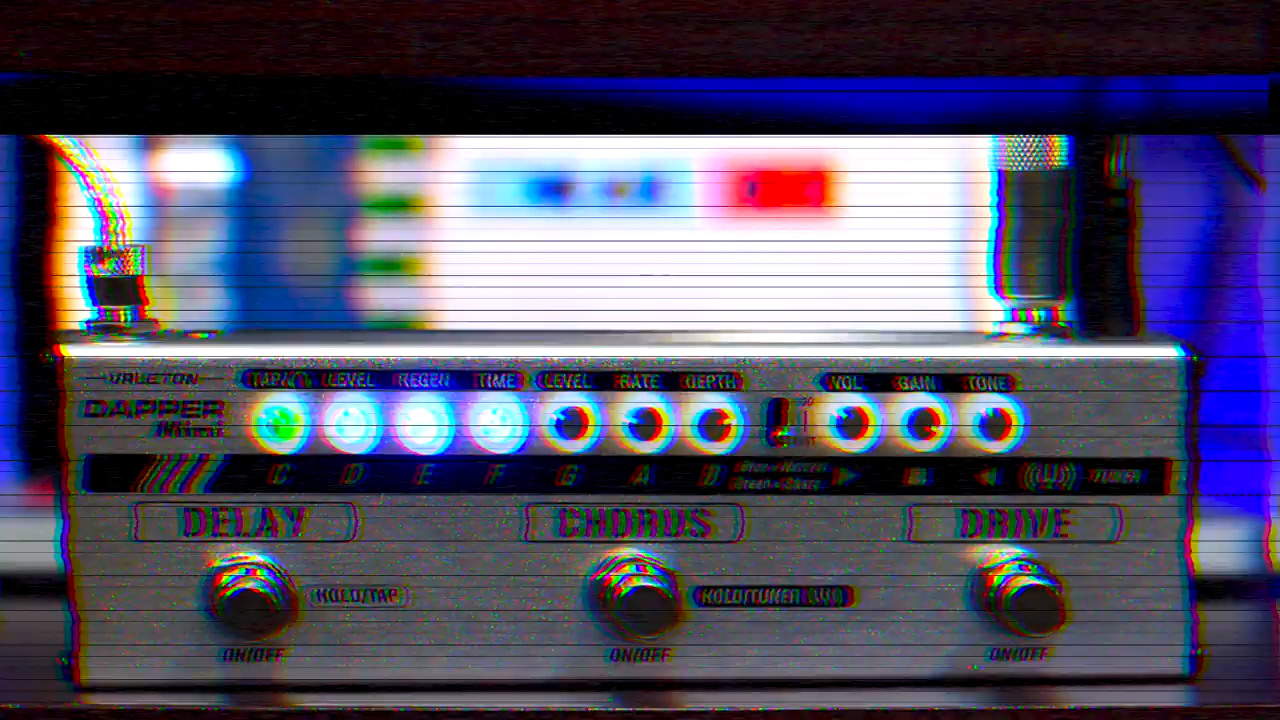 VALETON
DAPPER
Mini
LEVEL REGEN TIME LEVEL RATE DEPTH VOL GAIN TONE
C D E F G A D TUNER
DELAY CHORUS DRIVE
HOLD/TAP HOLD/TUNER
ON/OFF ON/OFF ON/OFF